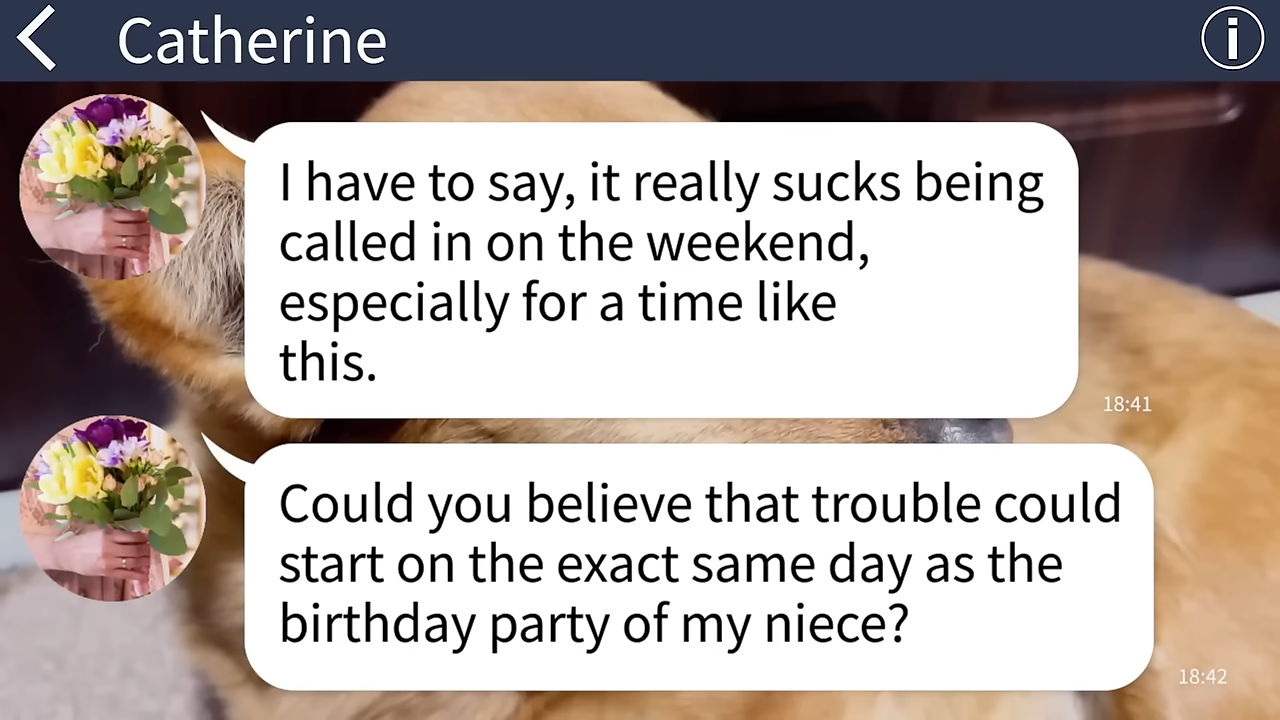 Catherine
I have to say, it really sucks being
called in on the weekend,
especially for a time like
this.
18:41
Could you believe that trouble could
start on the exact same day as the
birthday party of my niece?
18:42